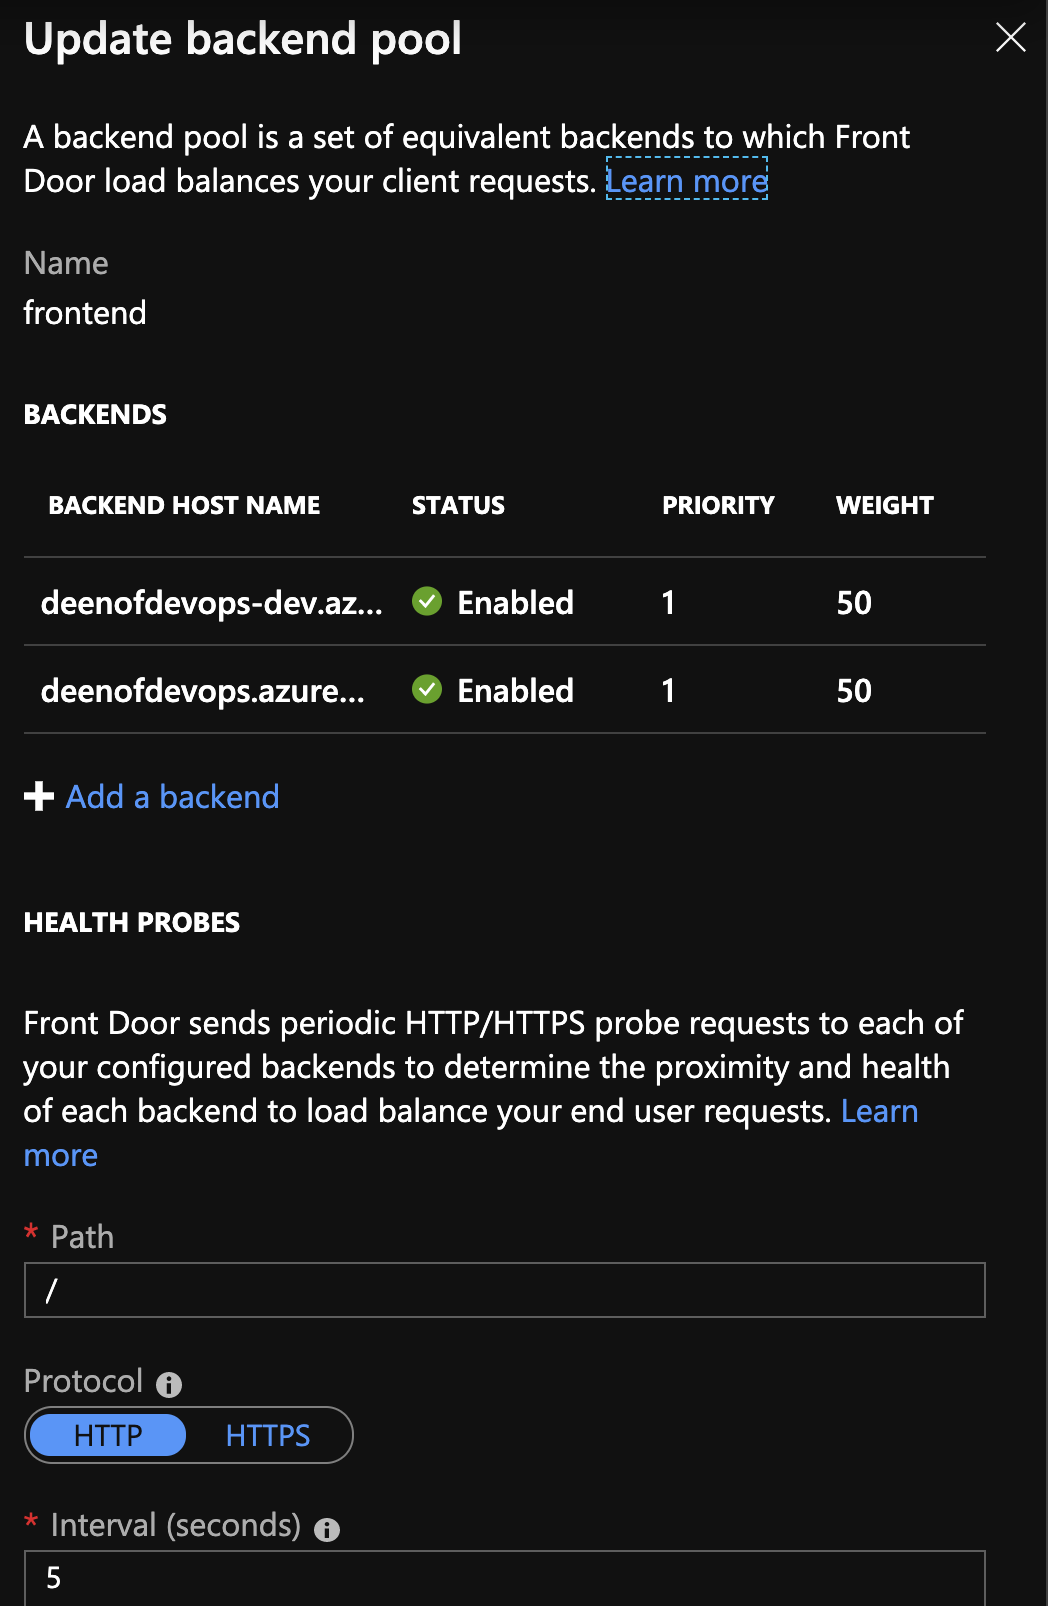 Update backend pool
A backend pool is a set of equivalent backends to which Front
Door load balances your client requests. Learn more
Name
frontend
BACKENDS
BACKEND HOST NAME STATUS PRIORITY WEIGHT
deenofdevops-dev.az... Enabled 1 50
deenofdevops.azure... Enabled 1 50
Add a backend
HEALTH PROBES
Front Door sends periodic HTTP/HTTPS probe requests to each of
your configured backends to determine the proximity and health
of each backend to load balance your end user requests. Learn
more
* Path
/
Protocol
HTTP HTTPS
* Interval (seconds)
5